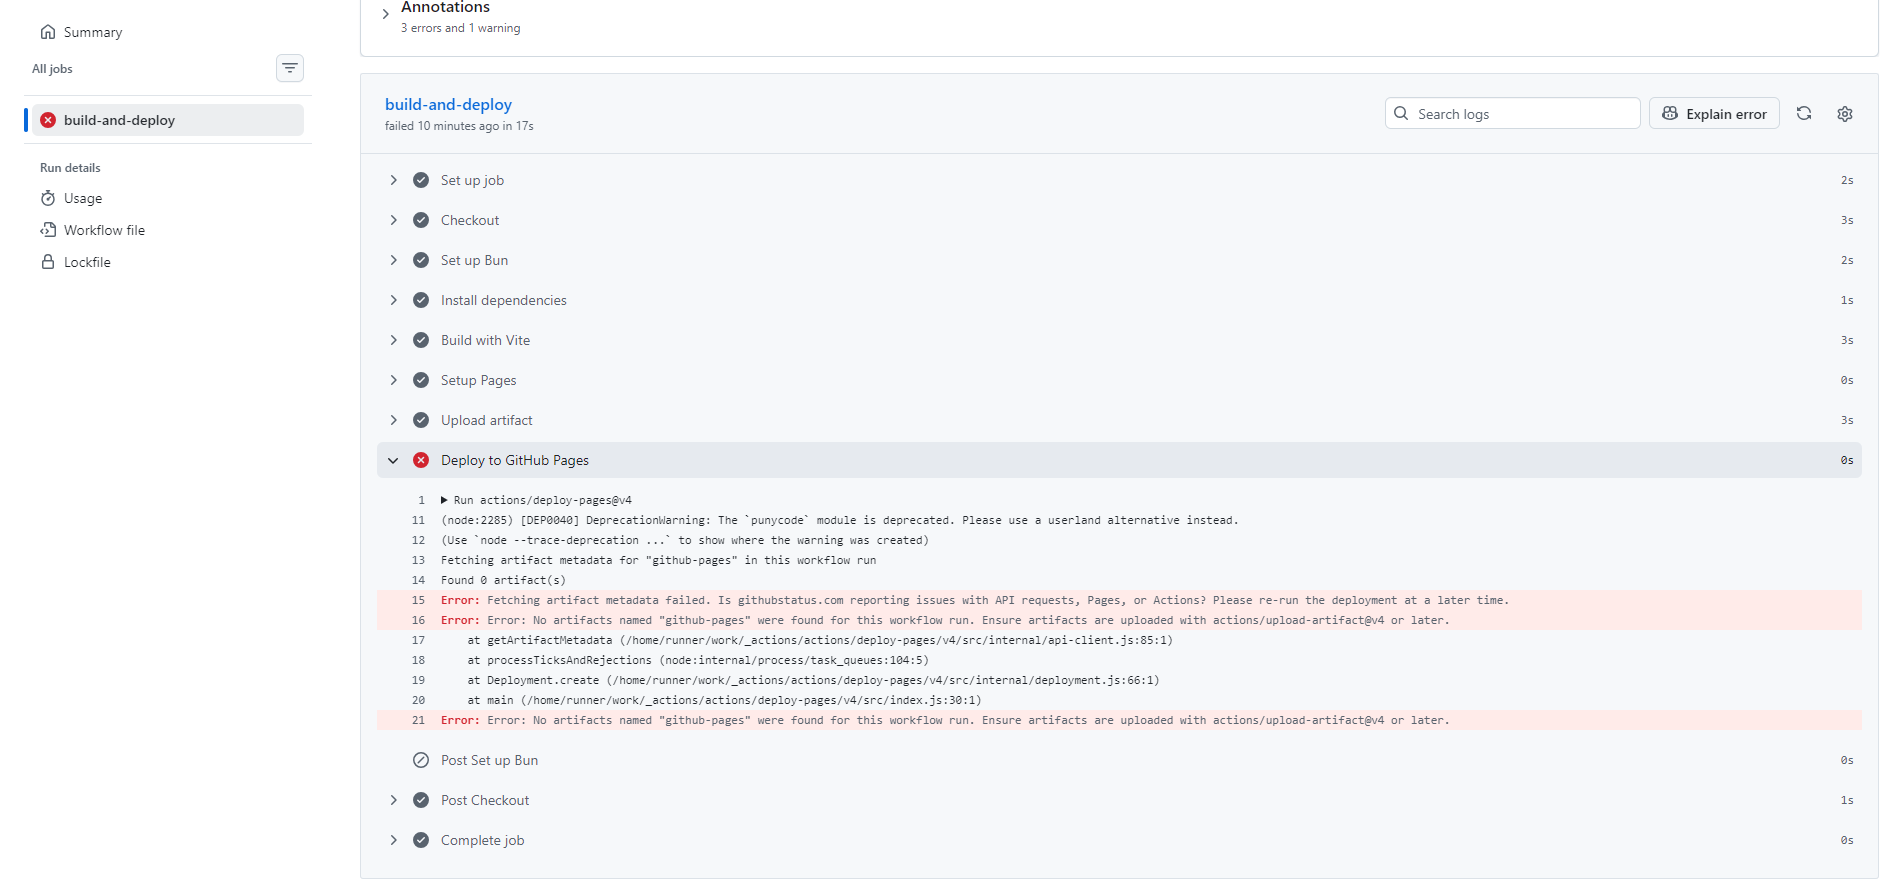 Summary
All jobs
build-and-deploy
Run details
Usage
Workflow file
Lockfile
Annotations
3 errors and 1 warning
build-and-deploy
failed 10 minutes ago in 17s
Search logs
Explain error
Set up job 2s
Checkout 3s
Set up Bun 2s
Install dependencies 1s
Build with Vite 3s
Setup Pages 0s
Upload artifact 3s
Deploy to GitHub Pages 0s
1 Run actions/deploy-pages@v4
11 (node:2285) [DEP0040] DeprecationWarning: The `punycode` module is deprecated. Please use a userland alternative instead.
12 (Use `node --trace-deprecation ...` to show where the warning was created)
13 Fetching artifact metadata for "github-pages" in this workflow run
14 Found 0 artifact(s)
15 Error: Fetching artifact metadata failed. Is githubstatus.com reporting issues with API requests, Pages, or Actions? Please re-run the deployment at a later time.
16 Error: Error: No artifacts named "github-pages" were found for this workflow run. Ensure artifacts are uploaded with actions/upload-artifact@v4 or later.
17 at getArtifactMetadata (/home/runner/work/_actions/actions/deploy-pages/v4/src/internal/api-client.js:85:1)
18 at processTicksAndRejections (node:internal/process/task_queues:104:5)
19 at Deployment.create (/home/runner/work/_actions/actions/deploy-pages/v4/src/internal/deployment.js:66:1)
20 at main (/home/runner/work/_actions/actions/deploy-pages/v4/src/index.js:30:1)
21 Error: Error: No artifacts named "github-pages" were found for this workflow run. Ensure artifacts are uploaded with actions/upload-artifact@v4 or later.
Post Set up Bun 0s
Post Checkout 1s
Complete job 0s